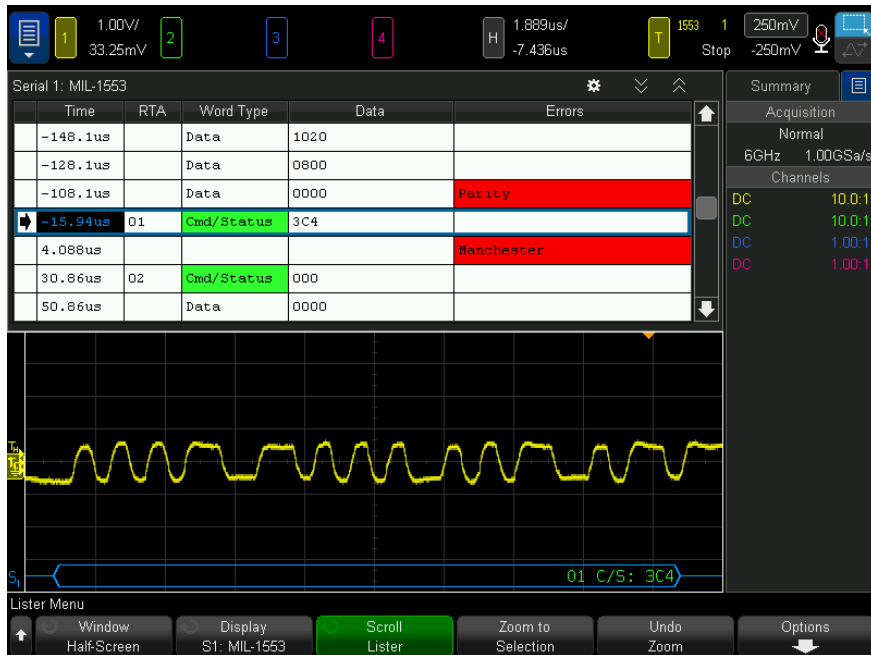 1 1.00V/ 33.25mV 2 3 4 H 1.889us/ -7.436us T 1553 1 Stop 250mV -250mV
Serial 1: MIL-1553
Time RTA Word Type Data Errors
-148.1us Data 1020
-128.1us Data 0800
-108.1us Data 0000 Parity
-15.94us 01 Cmd/Status 3C4
4.088us Manchester
30.86us 02 Cmd/Status 000
50.86us Data 0000
Summary
Acquisition
Normal
6GHz 1.00GSa/s
Channels
DC 10.0:1
DC 10.0:1
DC 1.00:1
DC 1.00:1
S1 01 C/S: 3C4
Lister Menu
Window Display Scroll Zoom to Undo Options
Half-Screen S1: MIL-1553 Lister Selection Zoom